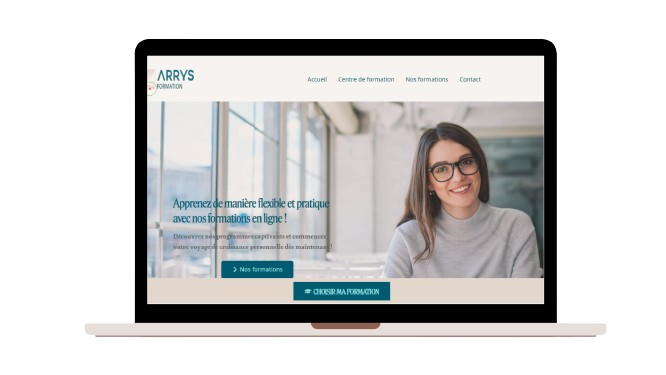 ARRYS
FORMATION
Accueil Centre de formation Nos formations Contact
Apprenez de manière flexible et pratique
avec nos formations en ligne !
Découvrez nos programmes captivants et commencez
votre voyage de croissance personnelle dès maintenant !
Nos formations
CHOISIR MA FORMATION